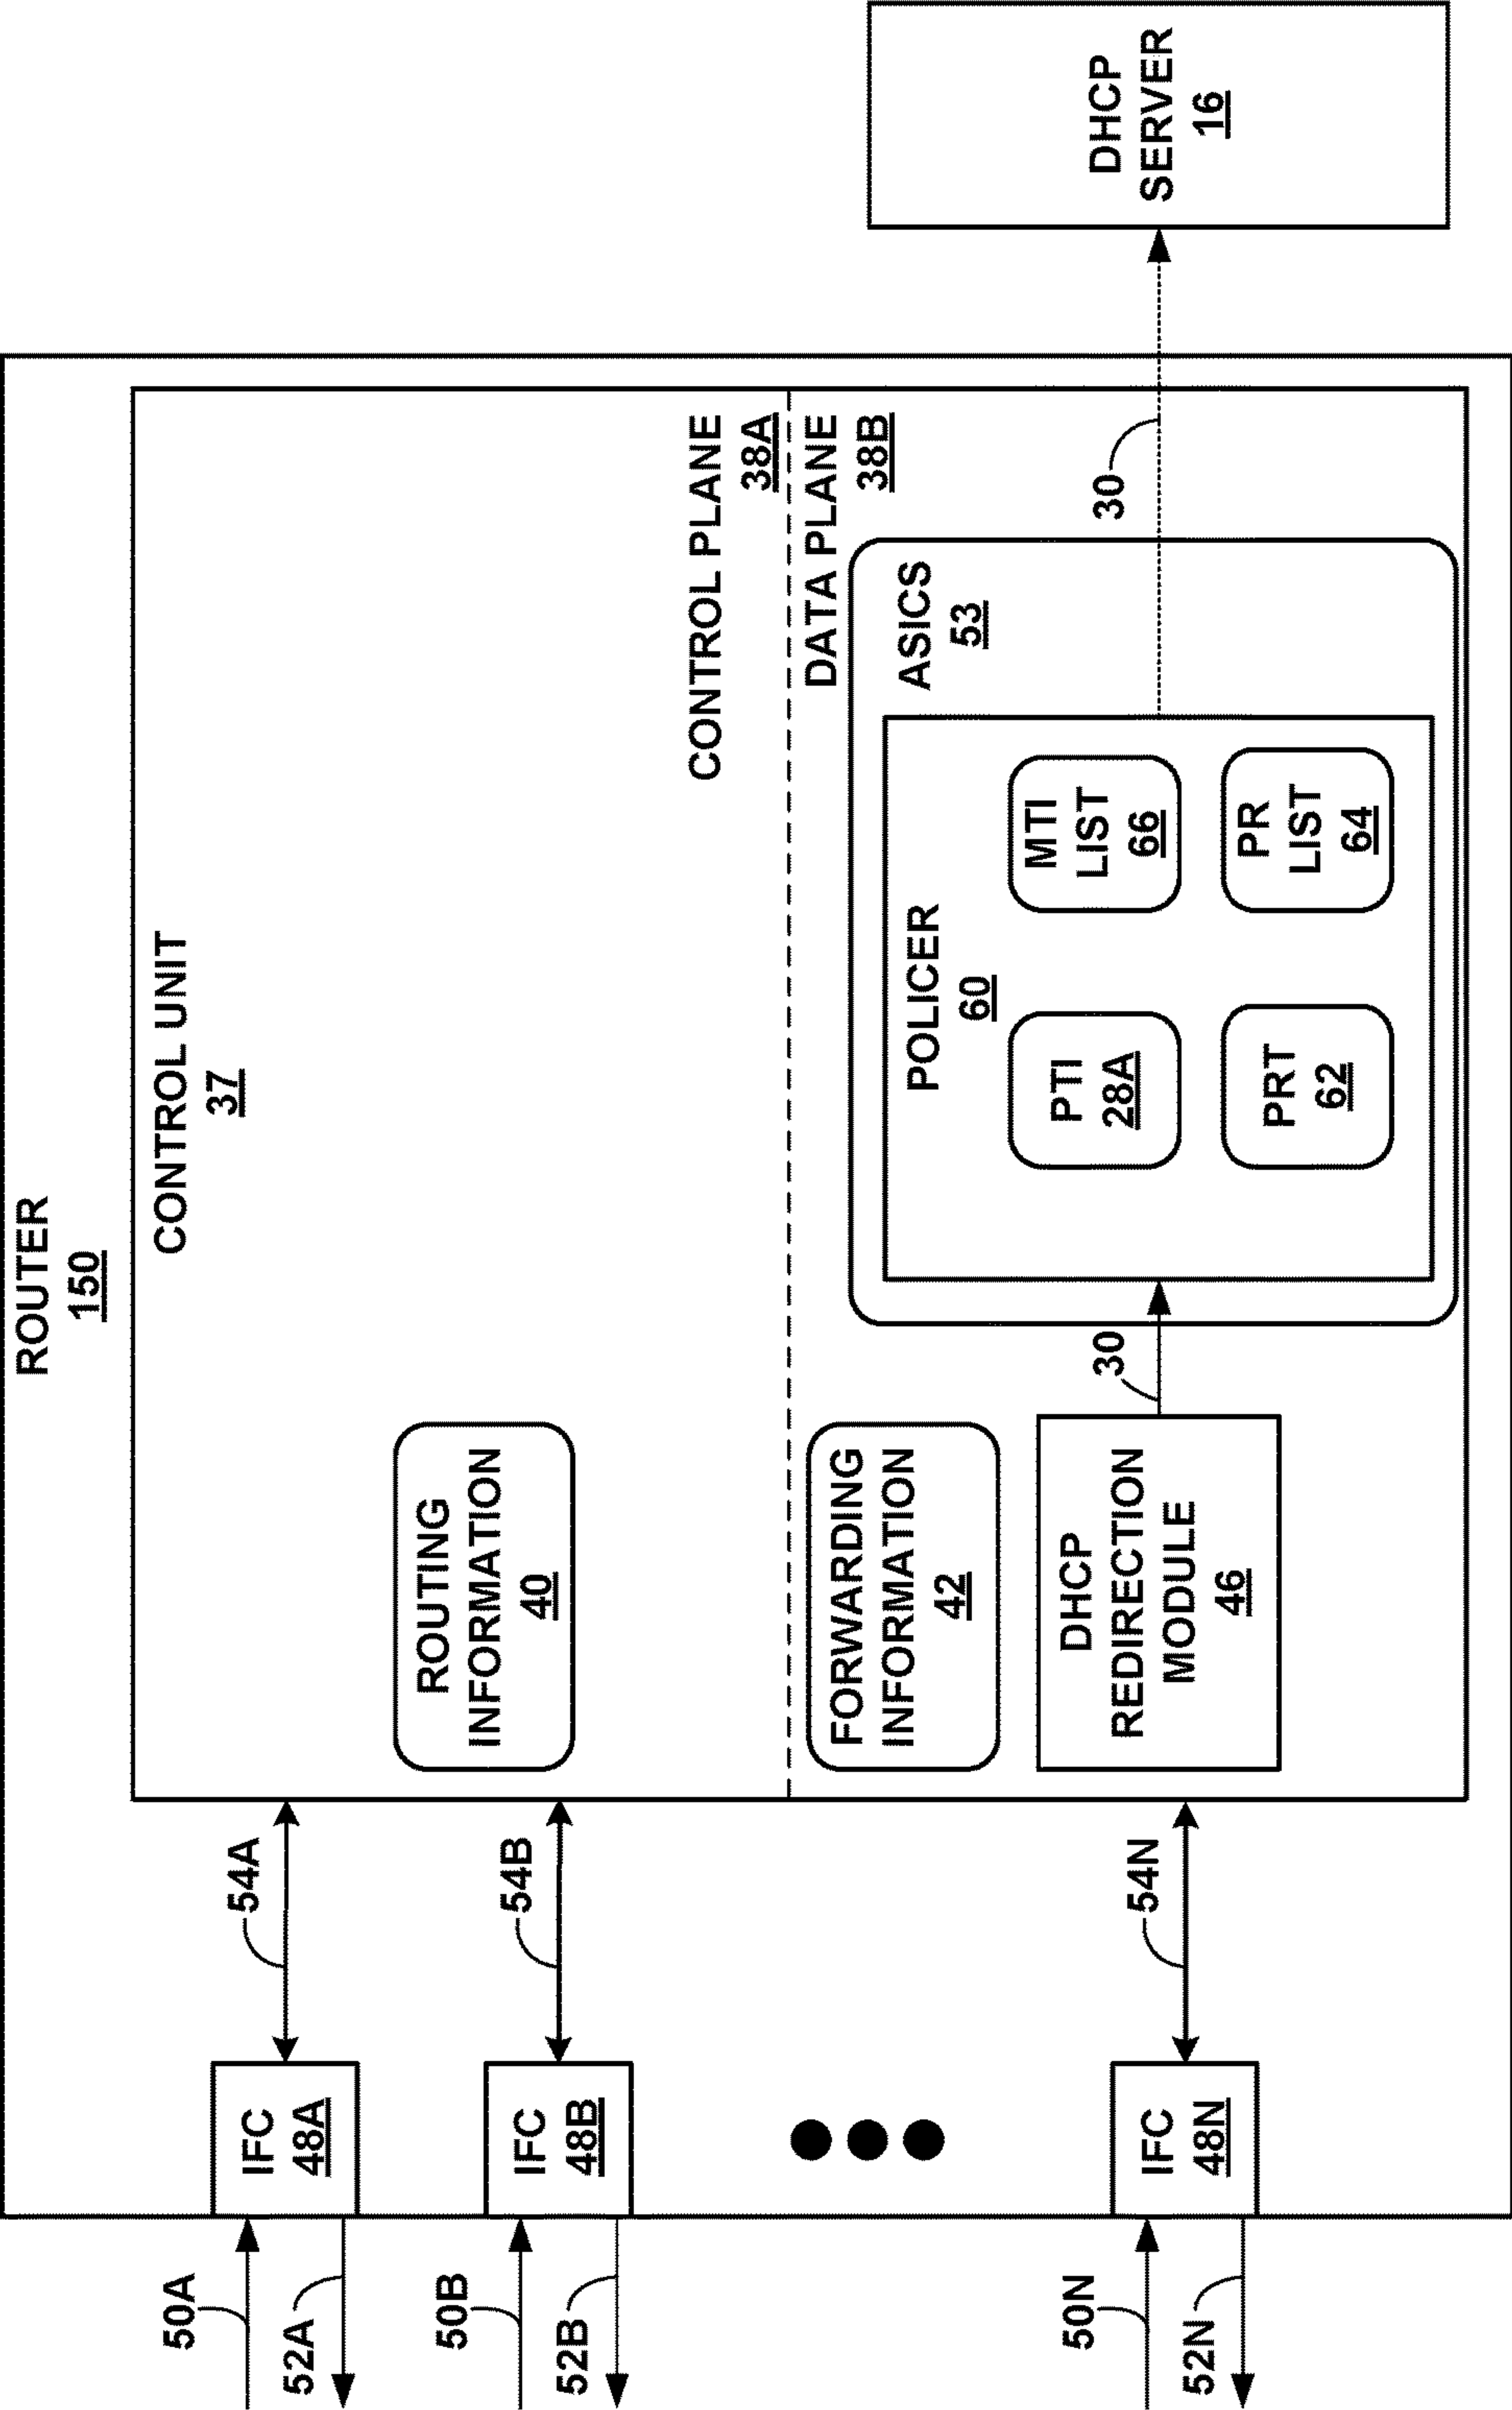 ROUTER
150
CONTROL UNIT
37
ROUTING
INFORMATION
40
CONTROL PLANE
38A
DATA PLANE
38B
FORWARDING
INFORMATION
42
DHCP
REDIRECTION
MODULE
46
30
ASICS
53
POLICER
60
PTI
28A
MTI
LIST
66
PRT
62
PR
LIST
64
30
DHCP
SERVER
16
50A
52A
IFC
48A
54A
50B
52B
IFC
48B
54B
50N
52N
IFC
48N
54N